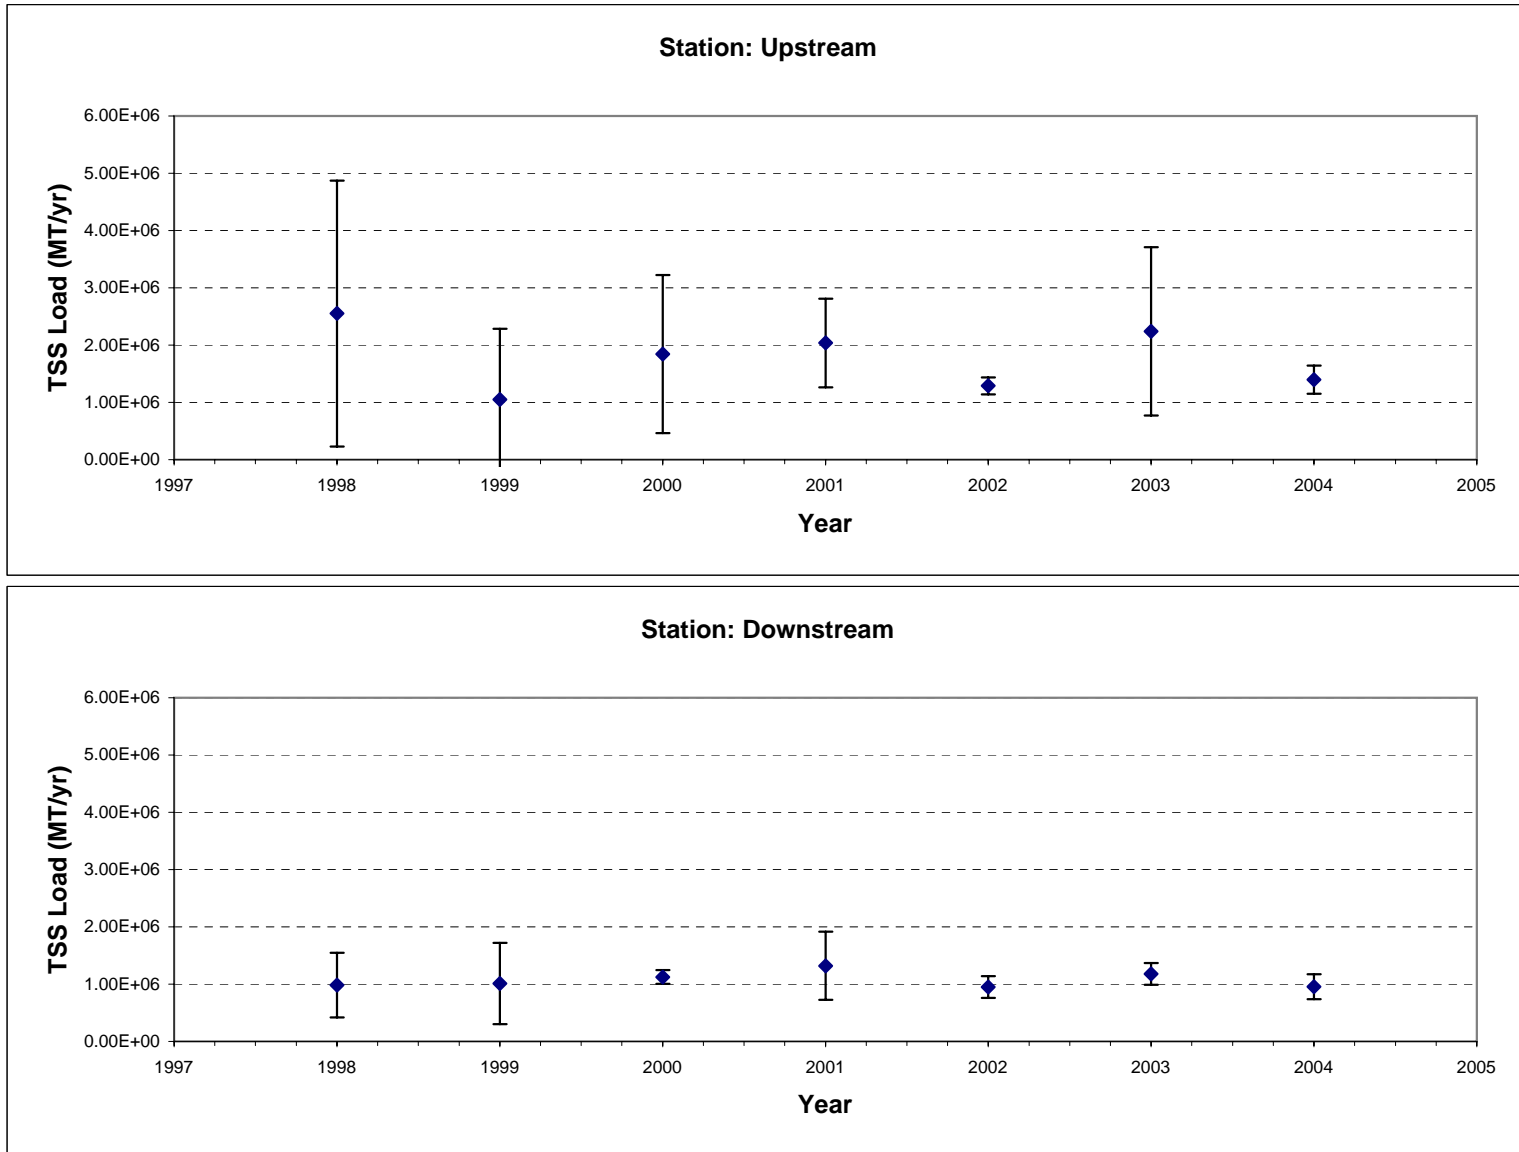 Station: Upstream
TSS Load (MT/yr)
6.00E+06
5.00E+06
4.00E+06
3.00E+06
2.00E+06
1.00E+06
0.00E+00
1997 1998 1999 2000 2001 2002 2003 2004 2005
Year
Station: Downstream
TSS Load (MT/yr)
6.00E+06
5.00E+06
4.00E+06
3.00E+06
2.00E+06
1.00E+06
0.00E+00
1997 1998 1999 2000 2001 2002 2003 2004 2005
Year